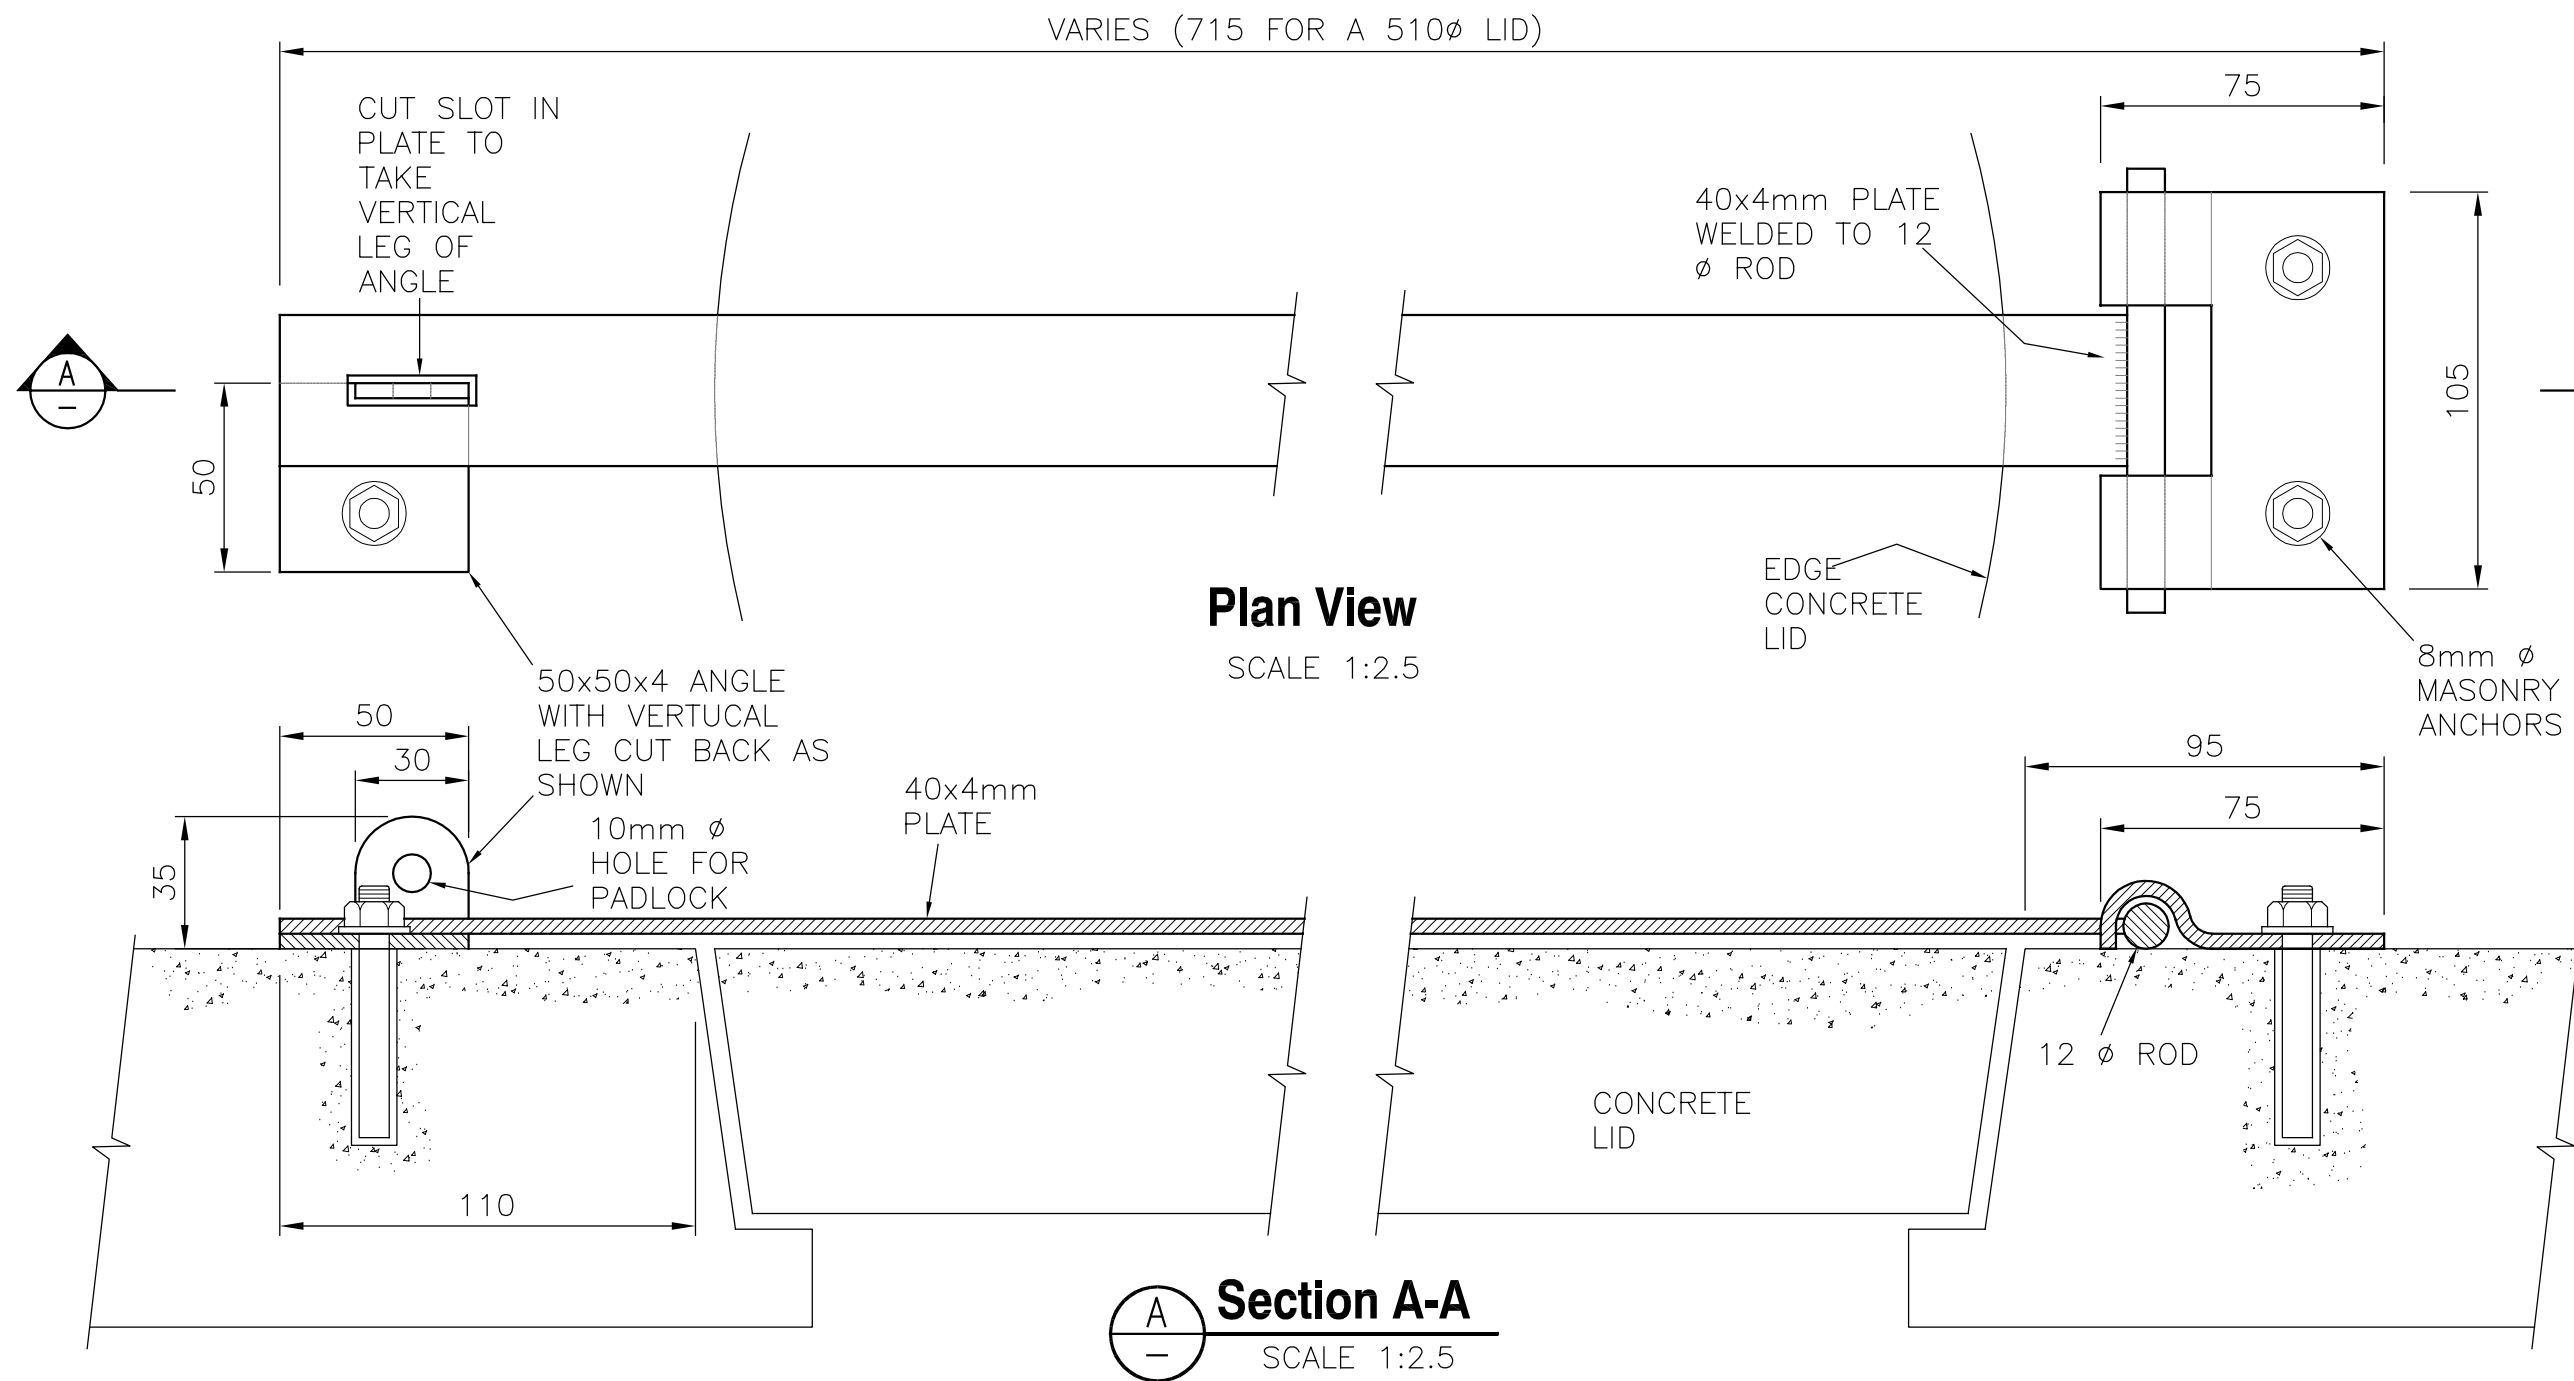 VARIES (715 FOR A 510ø LID)
75
CUT SLOT IN
PLATE TO
TAKE
VERTICAL
LEG OF
ANGLE
40x4mm PLATE
WELDED TO 12
ø ROD
A
–
50
105
EDGE
CONCRETE
LID
Plan View
SCALE 1:2.5
8mm ø
MASONRY
ANCHORS
50x50x4 ANGLE
WITH VERTUCAL
LEG CUT BACK AS
SHOWN
50
30
35
10mm ø
HOLE FOR
PADLOCK
40x4mm
PLATE
95
75
12 ø ROD
CONCRETE
LID
110
A
–
Section A-A
SCALE 1:2.5